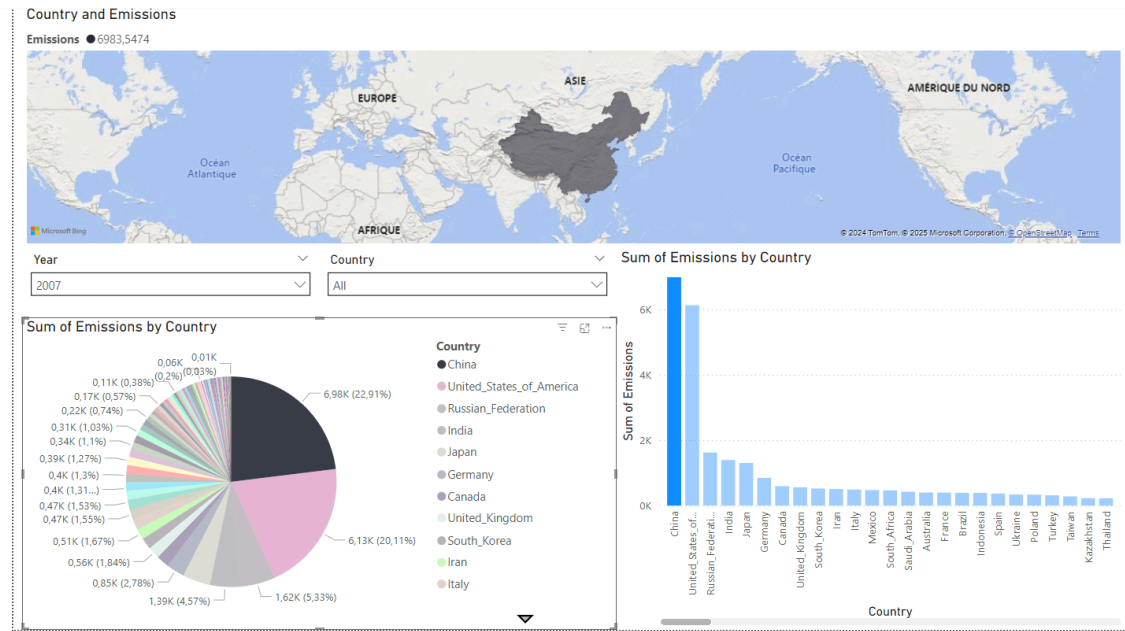 Country and Emissions
Emissions 6983,5474
ASIE
EUROPE
AMÉRIQUE DU NORD
Océan
Atlantique
Océan
Pacifique
AFRIQUE
Microsoft Bing
© 2024 TomTom, © 2025 Microsoft Corporation, © OpenStreetMap Terms
Year
2007
Country
All
Sum of Emissions by Country
0,01K
0,06K (0,03%)
(0,2%)
0,11K (0,38%)
0,17K (0,57%)
0,22K (0,74%)
0,31K (1,03%)
0,34K (1,1%)
0,39K (1,27%)
0,4K (1,3%)
0,4K (1,31...)
0,47K (1,53%)
0,47K (1,55%)
0,51K (1,67%)
0,56K (1,84%)
0,85K (2,78%)
1,39K (4,57%)
1,62K (5,33%)
6,13K (20,11%)
6,98K (22,91%)
Country
China
United_States_of_America
Russian_Federation
India
Japan
Germany
Canada
United_Kingdom
South_Korea
Iran
Italy
Sum of Emissions by Country
Sum of Emissions
6K
4K
2K
0K
China
United_States_of...
Russian_Federati...
India
Japan
Germany
Canada
United_Kingdom
South_Korea
Iran
Italy
Mexico
South_Africa
Saudi_Arabia
Australia
France
Brazil
Indonesia
Spain
Ukraine
Poland
Turkey
Taiwan
Kazakhstan
Thailand
Country